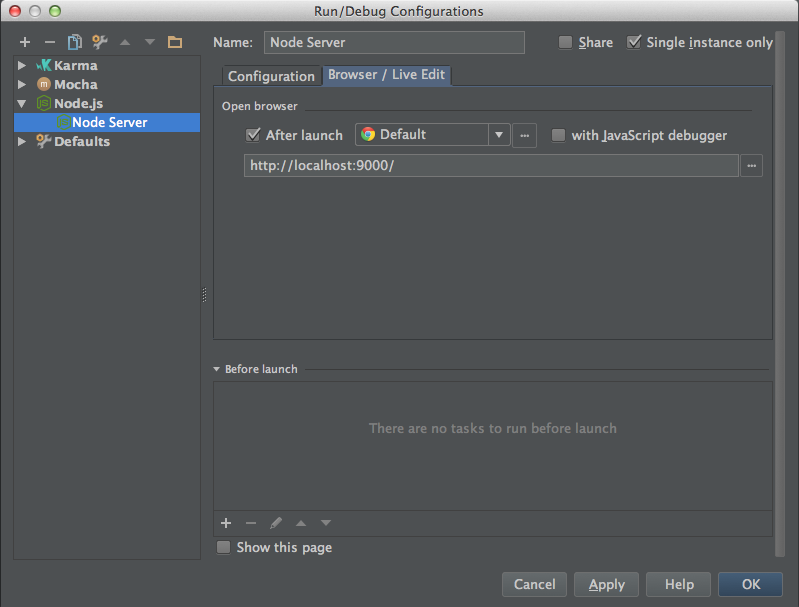 Run/Debug Configurations
Name: Node Server Share Single instance only
Karma
Mocha
Node.js
Node Server
Defaults
Configuration Browser / Live Edit
Open browser
After launch Default ... with JavaScript debugger
http://localhost:9000/ ...
Before launch
There are no tasks to run before launch
Show this page
Cancel Apply Help OK